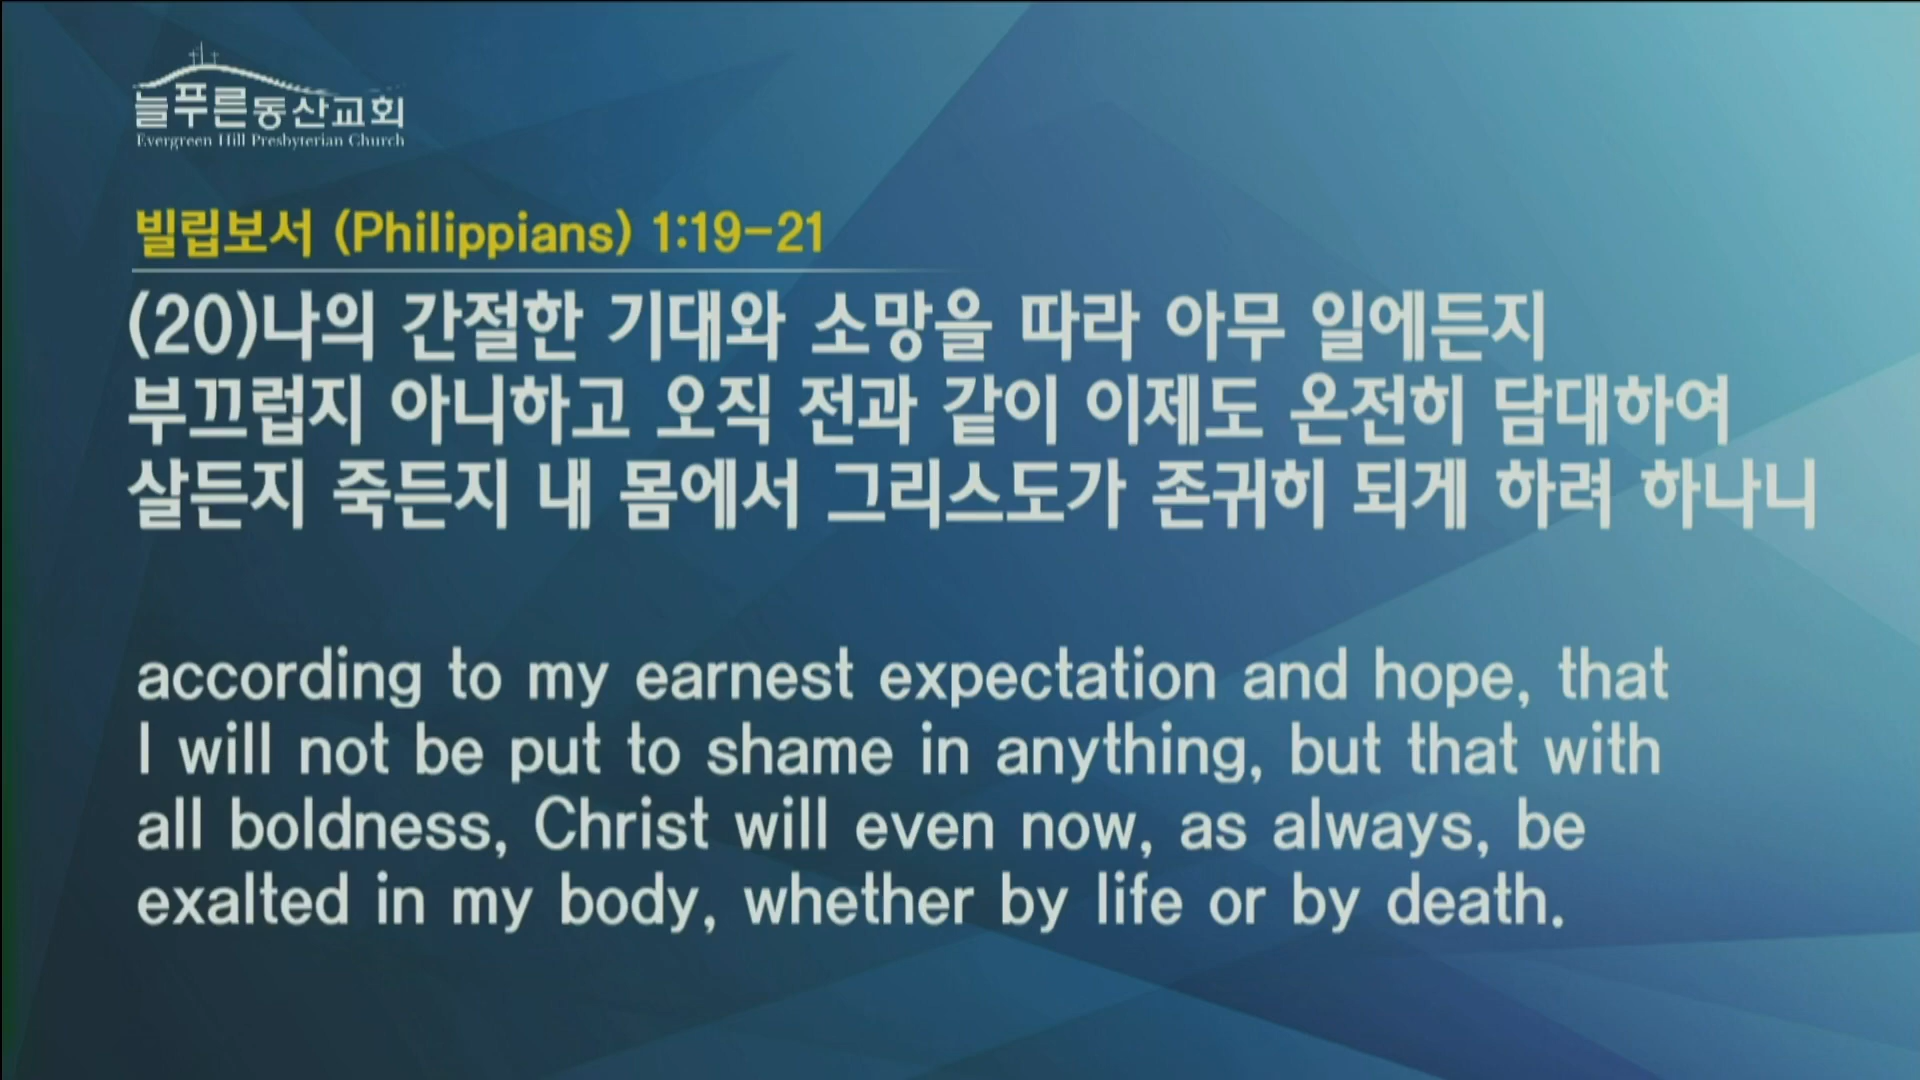 늘푸른동산교회
Evergreen Hill Presbyterian Church
빌립보서 (Philippians) 1:19-21
(20)나의 간절한 기대와 소망을 따라 아무 일에든지
부끄럽지 아니하고 오직 전과 같이 이제도 온전히 담대하여
살든지 죽든지 내 몸에서 그리스도가 존귀히 되게 하려 하나니
according to my earnest expectation and hope, that
I will not be put to shame in anything, but that with
all boldness, Christ will even now, as always, be
exalted in my body, whether by life or by death.